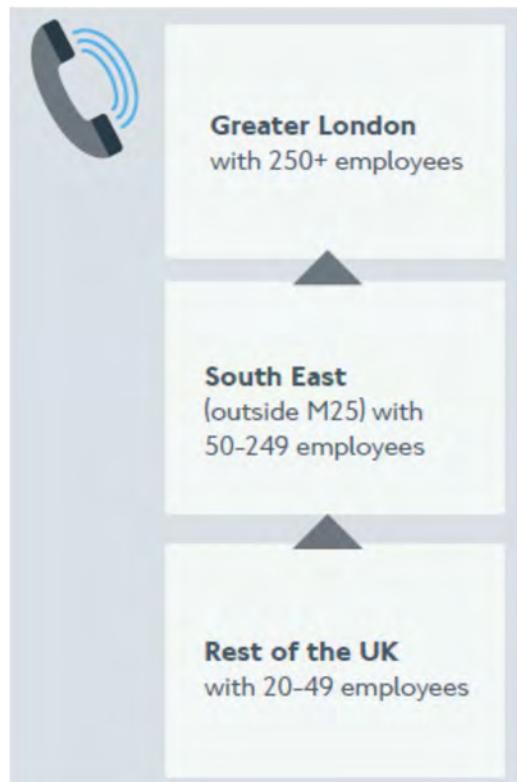 Greater London
with 250+ employees
South East
(outside M25) with
50-249 employees
Rest of the UK
with 20-49 employees